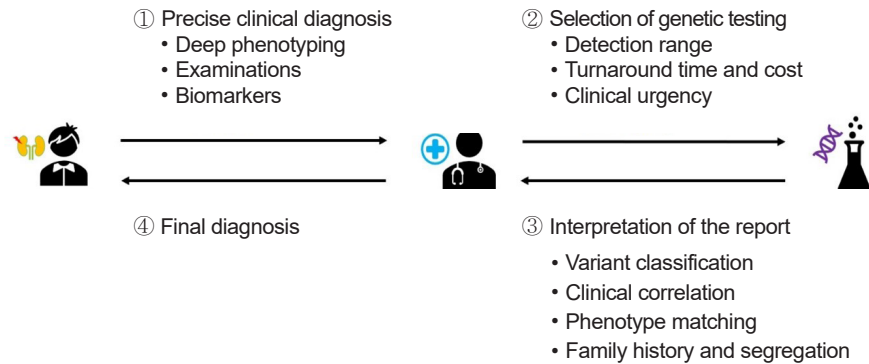 ① Precise clinical diagnosis
• Deep phenotyping
• Examinations
• Biomarkers
② Selection of genetic testing
• Detection range
• Turnaround time and cost
• Clinical urgency
④ Final diagnosis
③ Interpretation of the report
• Variant classification
• Clinical correlation
• Phenotype matching
• Family history and segregation